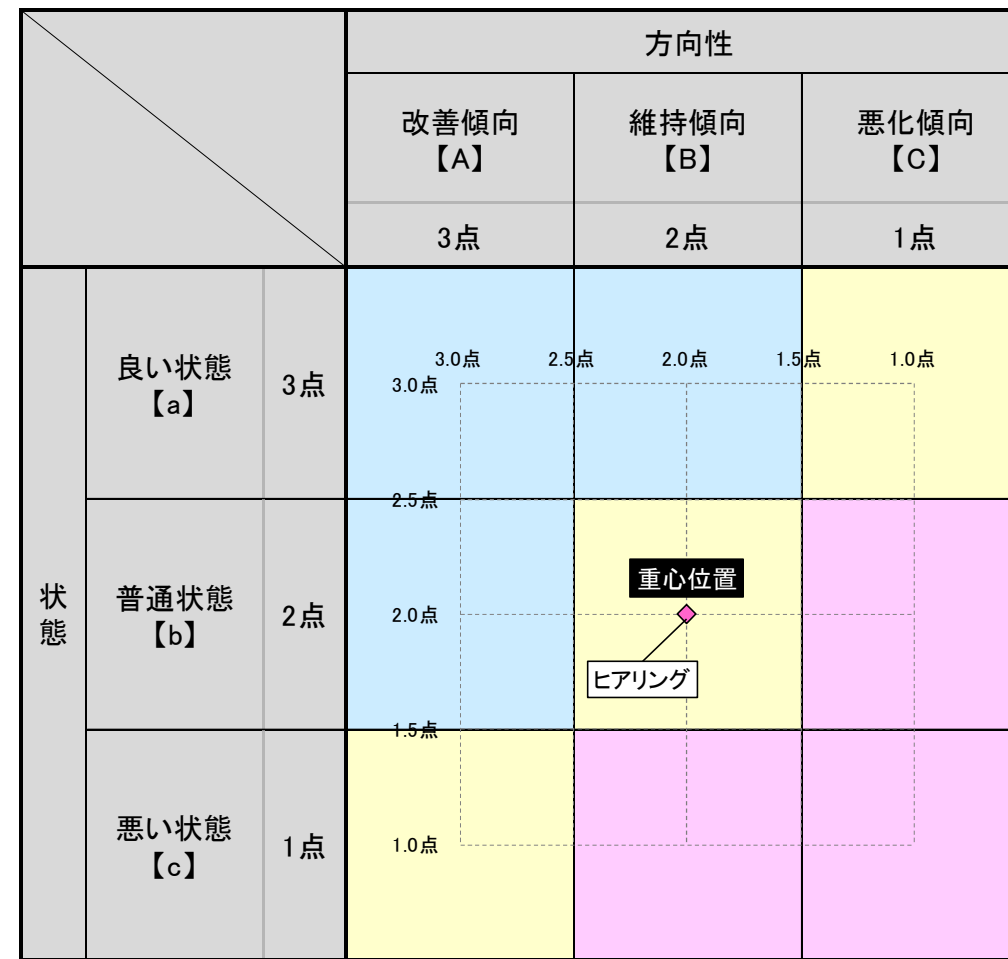 方向性
改善傾向
【A】
維持傾向
【B】
悪化傾向
【C】
3点
2点
1点
状態
良い状態
【a】
3点
3.0点
2.5点
2.0点
1.5点
1.0点
3.0点
2.5点
普通状態
【b】
2点
2.0点
重心位置
ヒアリング
1.5点
悪い状態
【c】
1点
1.0点